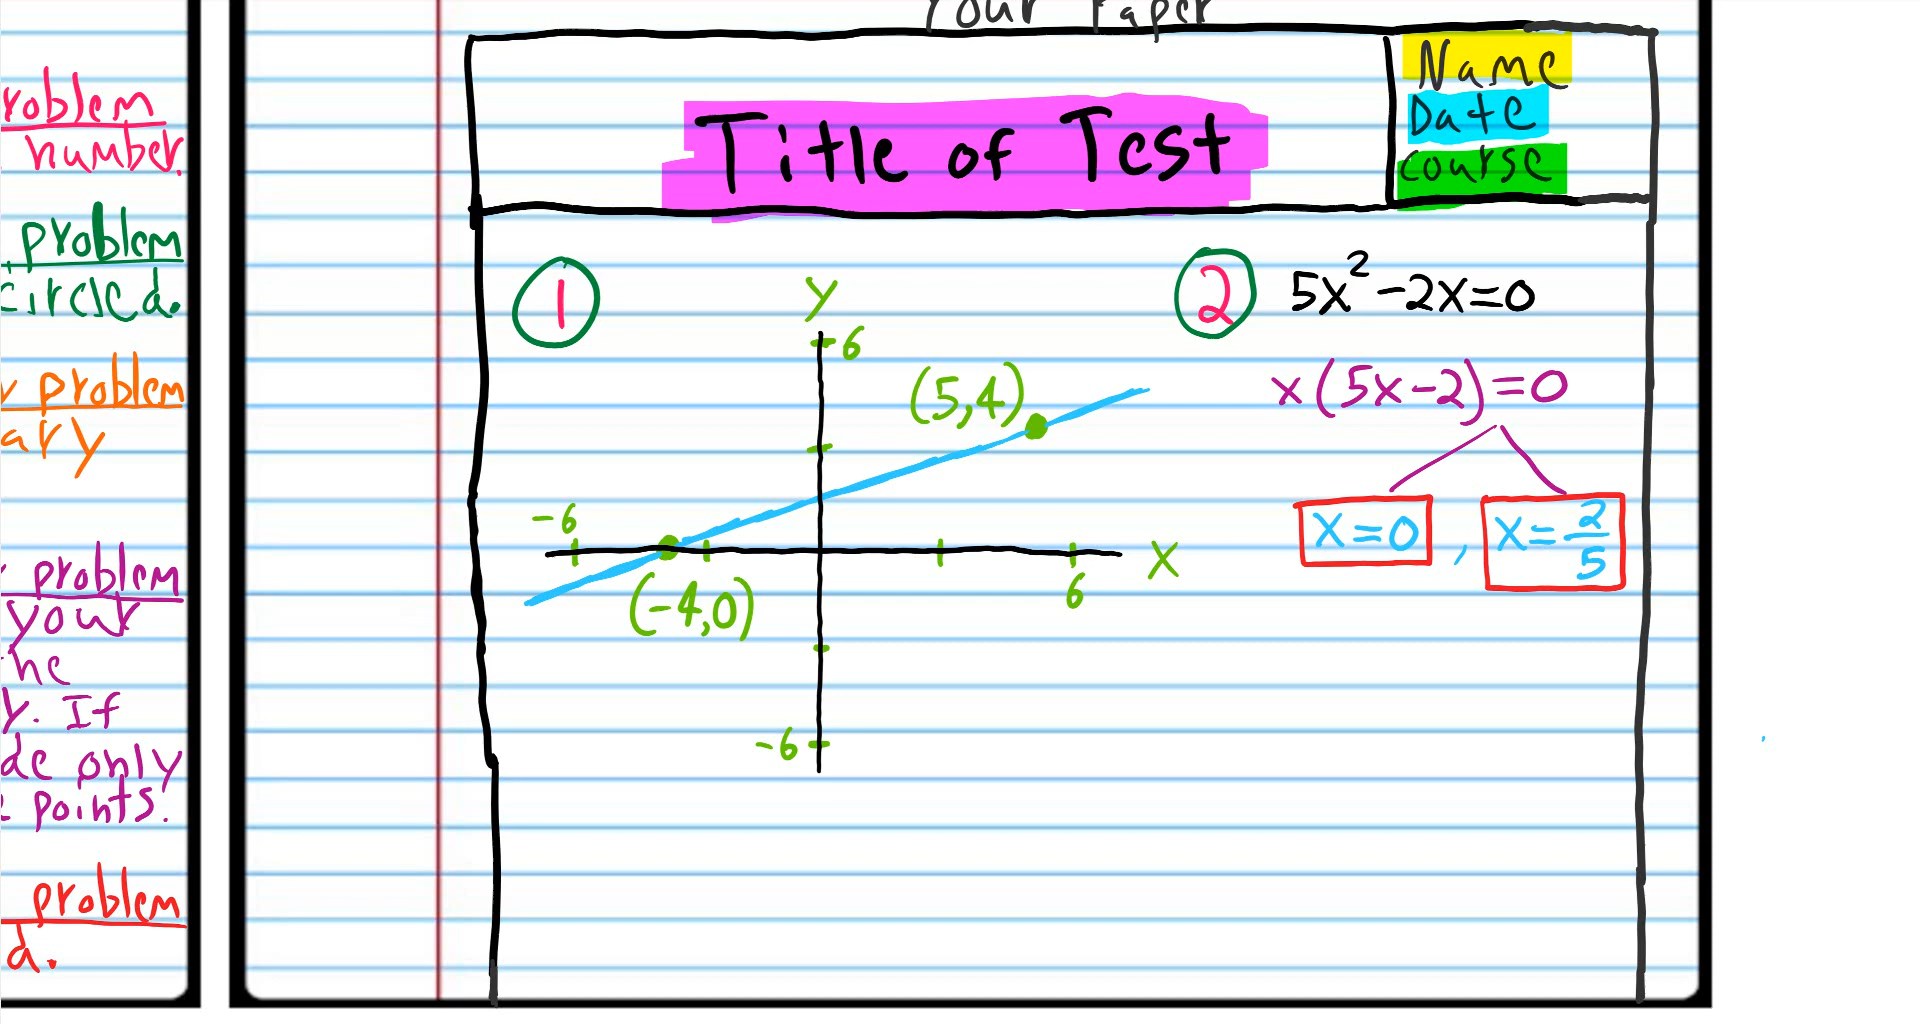 Your Paper
Name
Date
course
Title of Test
roblem
number.
problem
circled.
problem
ary
problem
your
he
y. If
de only
points.
problem
d.
1
Y
6
(5,4)
-6
(-4,0)
X
6
-6
2 5x²-2x=0
x(5x-2)=0
x=0 , x=2/5